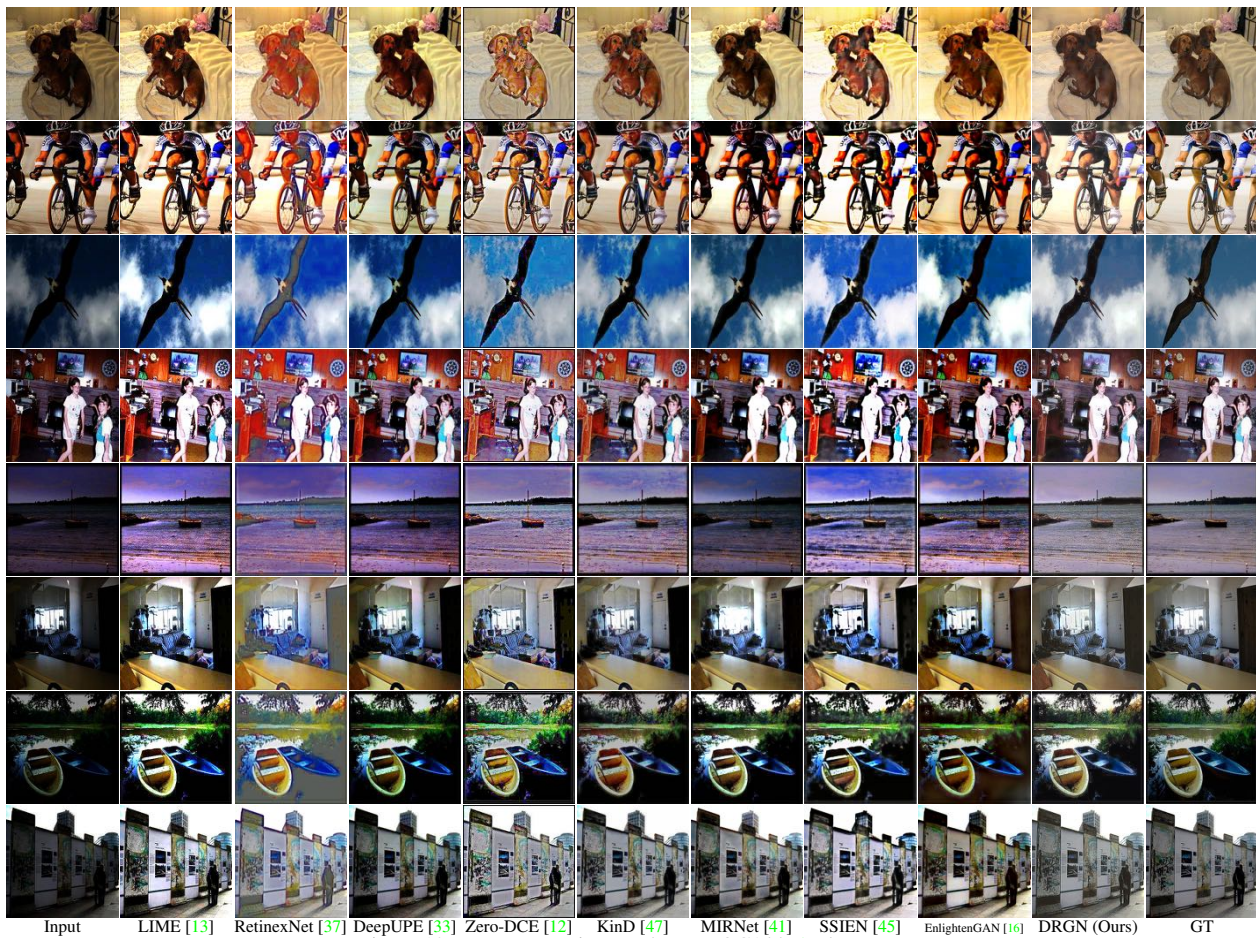 Input LIME [13] RetinexNet [37] DeepUPE [33] Zero-DCE [12] KinD [47] MIRNet [41] SSIEN [45] EnlightenGAN [16] DRGN (Ours) GT